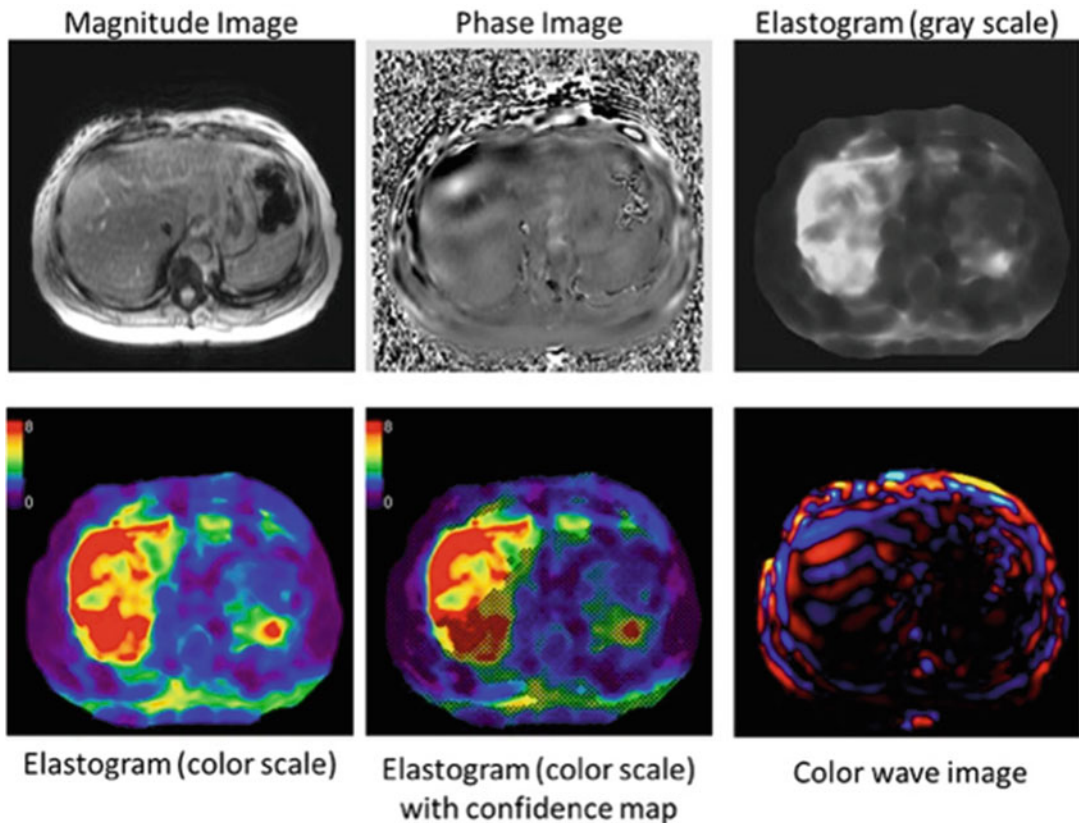 Magnitude Image
Phase Image
Elastogram (gray scale)
8
0
8
0
Elastogram (color scale)
Elastogram (color scale)
with confidence map
Color wave image